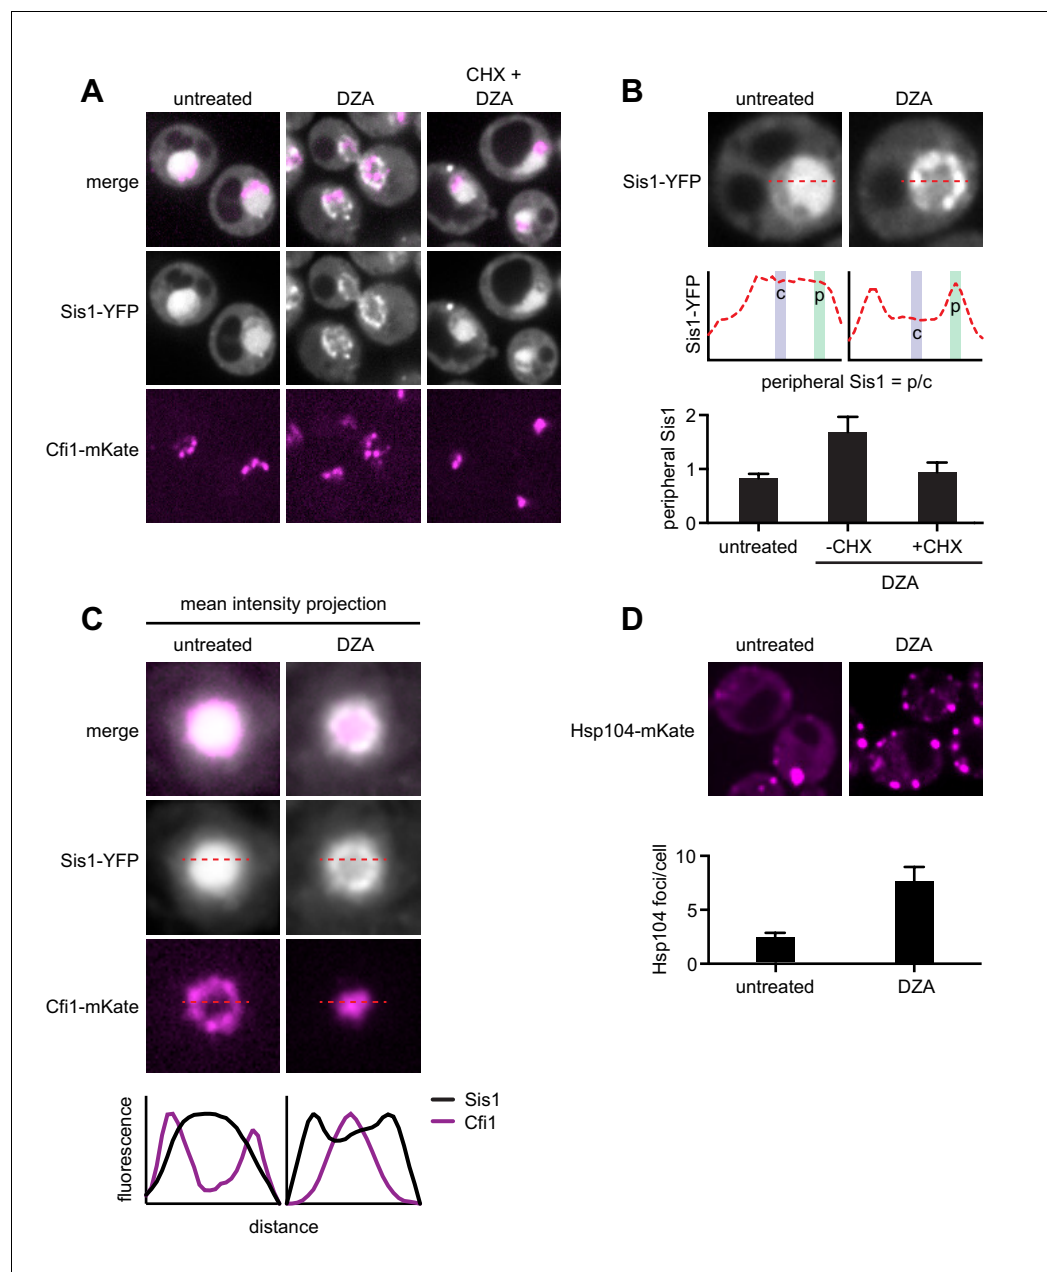 A
untreated
DZA
CHX +
DZA
merge
Sis1-YFP
Cfi1-mKate
B
untreated
DZA
Sis1-YFP
Sis1-YFP
c
p
c
p
peripheral Sis1 = p/c
peripheral Sis1
2
1
0
untreated
-CHX
+CHX
DZA
C
mean intensity projection
untreated
DZA
merge
Sis1-YFP
Cfi1-mKate
fluorescence
distance
Sis1
Cfi1
D
untreated
DZA
Hsp104-mKate
Hsp104 foci/cell
10
5
0
untreated
DZA